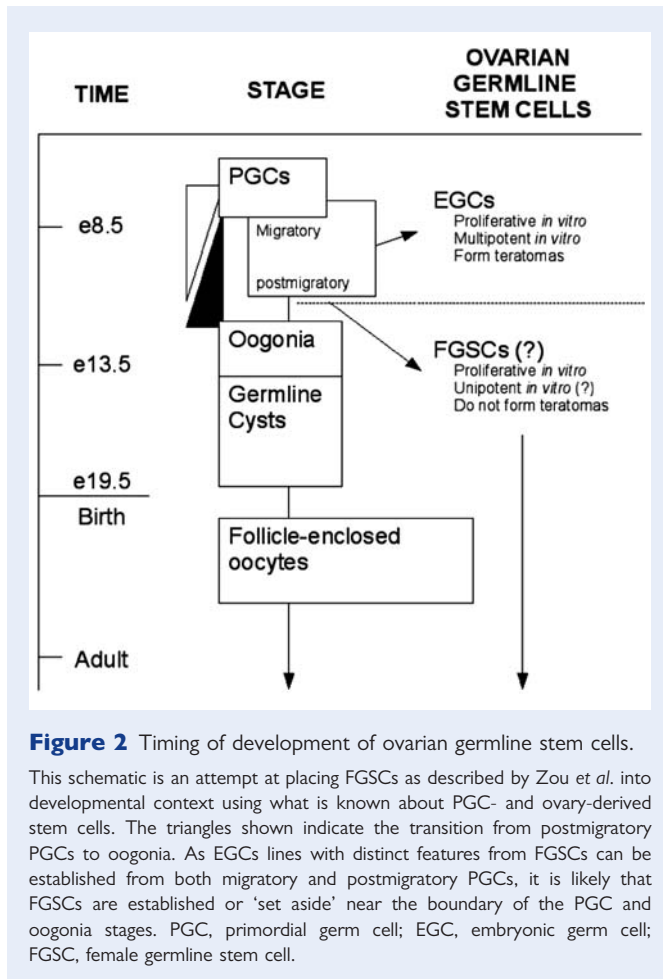 TIME
STAGE
OVARIAN
GERMLINE
STEM CELLS
PGCs
e8.5
Migratory
postmigratory
EGCs
Proliferative in vitro
Multipotent in vitro
Form teratomas
Oogonia
e13.5
FGSCs (?)
Proliferative in vitro
Unipotent in vitro (?)
Do not form teratomas
Germline
Cysts
e19.5
Birth
Follicle-enclosed
oocytes
Adult
Figure 2 Timing of development of ovarian germline stem cells.
This schematic is an attempt at placing FGSCs as described by Zou et al. into
developmental context using what is known about PGC- and ovary-derived
stem cells. The triangles shown indicate the transition from postmigratory
PGCs to oogonia. As EGCs lines with distinct features from FGSCs can be
established from both migratory and postmigratory PGCs, it is likely that
FGSCs are established or ‘set aside’ near the boundary of the PGC and
oogonia stages. PGC, primordial germ cell; EGC, embryonic germ cell;
FGSC, female germline stem cell.